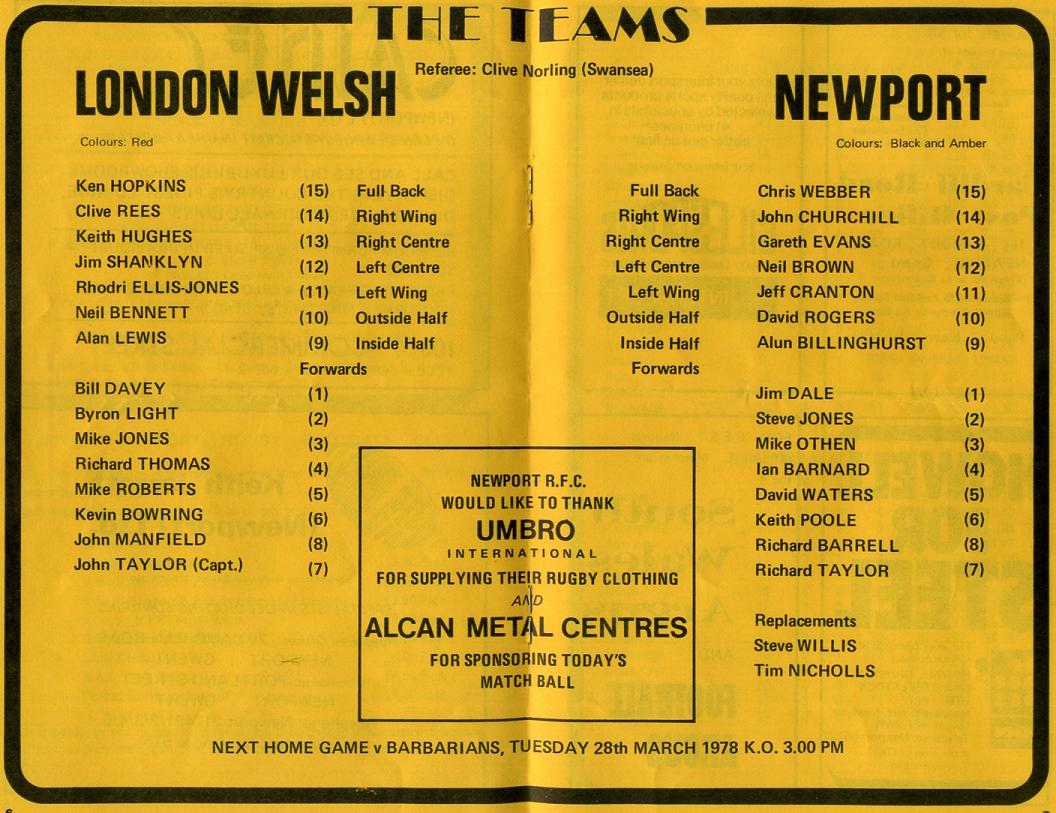 THE TEAMS
Referee: Clive Norling (Swansea)
LONDON WELSH
Colours: Red
Ken HOPKINS (15) Full Back
Clive REES (14) Right Wing
Keith HUGHES (13) Right Centre
Jim SHANKLYN (12) Left Centre
Rhodri ELLIS-JONES (11) Left Wing
Neil BENNETT (10) Outside Half
Alan LEWIS (9) Inside Half
Forwards
Bill DAVEY (1)
Byron LIGHT (2)
Mike JONES (3)
Richard THOMAS (4)
Mike ROBERTS (5)
Kevin BOWRING (6)
John MANFIELD (8)
John TAYLOR (Capt.) (7)
NEWPORT
Colours: Black and Amber
Full Back Chris WEBBER (15)
Right Wing John CHURCHILL (14)
Right Centre Gareth EVANS (13)
Left Centre Neil BROWN (12)
Left Wing Jeff CRANTON (11)
Outside Half David ROGERS (10)
Inside Half Alun BILLINGHURST (9)
Forwards
Jim DALE (1)
Steve JONES (2)
Mike OTHEN (3)
Ian BARNARD (4)
David WATERS (5)
Keith POOLE (6)
Richard BARRELL (8)
Richard TAYLOR (7)
Replacements
Steve WILLIS
Tim NICHOLLS
NEWPORT R.F.C.
WOULD LIKE TO THANK
UMBRO
INTERNATIONAL
FOR SUPPLYING THEIR RUGBY CLOTHING
AND
ALCAN METAL CENTRES
FOR SPONSORING TODAY'S
MATCH BALL
NEXT HOME GAME v BARBARIANS, TUESDAY 28th MARCH 1978 K.O. 3.00 PM